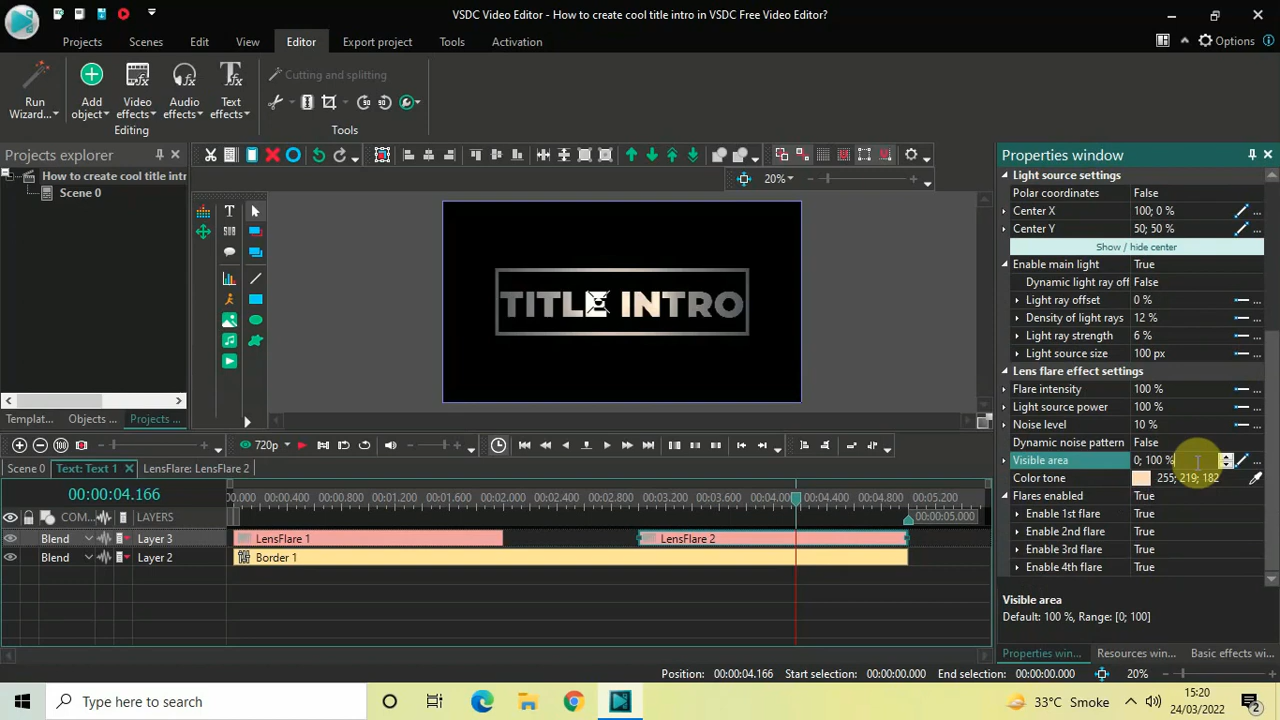 VSDC Video Editor - How to create cool title intro in VSDC Free Video Editor?
Projects Scenes Edit View Editor Export project Tools Activation Options
Run Wizard...
Add object
Video effects
Audio effects
Text effects
Cutting and splitting
Editing
Tools
Projects explorer
How to create cool title intr
Scene 0
20%
TITLE INTRO
Templat... Objects ... Projects ...
720p
Scene 0 Text: Text 1 LensFlare: LensFlare 2
00:00:04.166
.000 00:00.400 00:00.800 00:01.200 00:01.600 00:02.000 00:02.400 00:02.800 00:03.200 00:03.600 00:04.000 00:04.400 00:04.800 00:05.200
00:00:05.000
COM... LAYERS
Blend Layer 3 LensFlare 1 LensFlare 2
Blend Layer 2 Border 1
Properties window
Light source settings
Polar coordinates False
Center X 100; 0 %
Center Y 50; 50 %
Show / hide center
Enable main light True
Dynamic light ray off False
Light ray offset 0 %
Density of light rays 12 %
Light ray strength 6 %
Light source size 100 px
Lens flare effect settings
Flare intensity 100 %
Light source power 100 %
Noise level 10 %
Dynamic noise pattern False
Visible area 0; 100 %
Color tone 255; 219; 182
Flares enabled True
Enable 1st flare True
Enable 2nd flare True
Enable 3rd flare True
Enable 4th flare True
Visible area
Default: 100 %, Range: [0; 100]
Properties win... Resources win... Basic effects wi...
Position: 00:00:04.166 Start selection: 00:00:00.000 End selection: 00:00:00.000 20%
Type here to search
33°C Smoke
15:20
24/03/2022
2